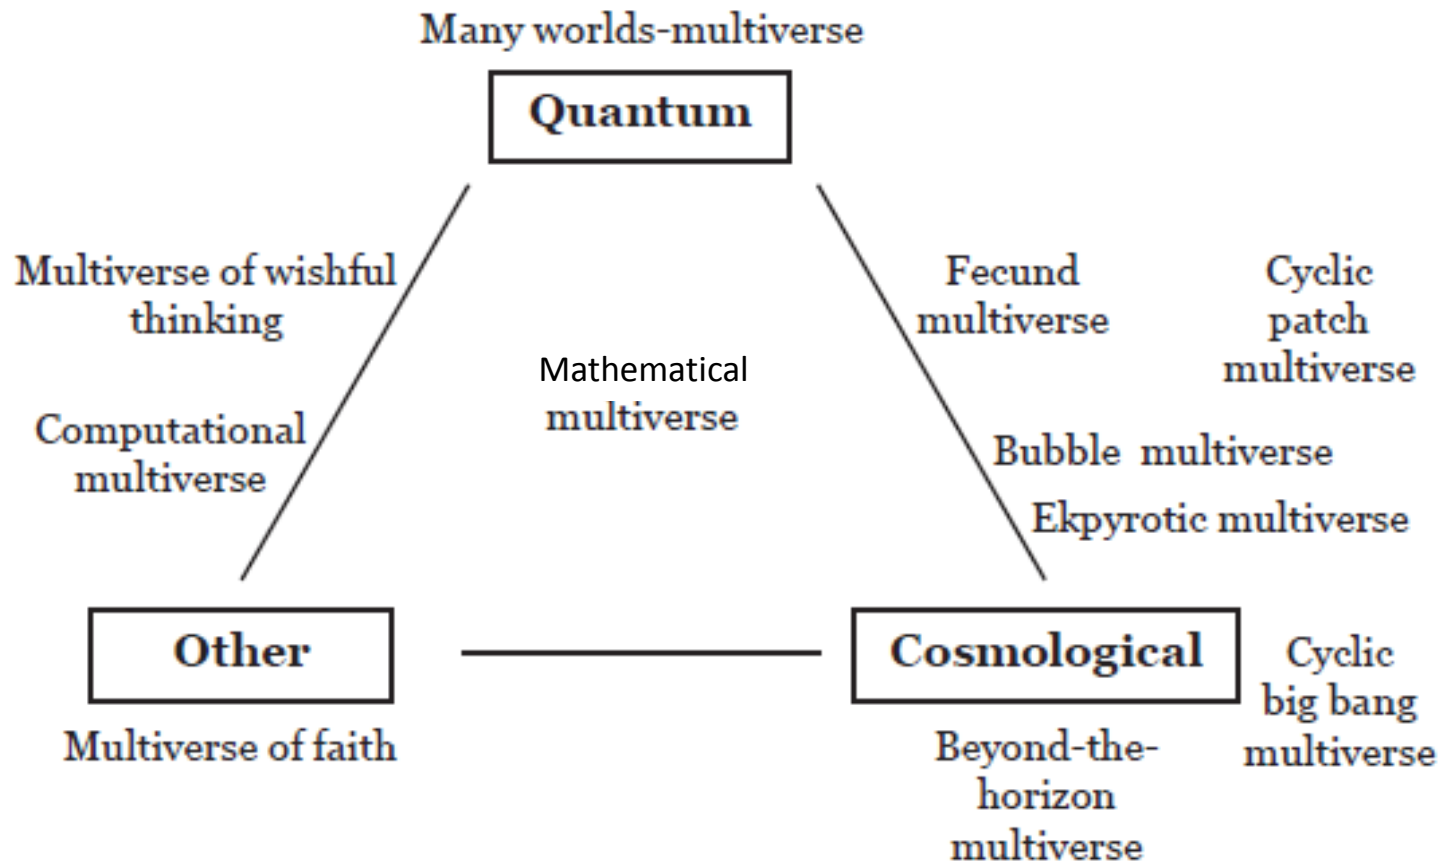 Many worlds-multiverse
Quantum
Multiverse of wishful
thinking
Fecund
multiverse
Cyclic
patch
multiverse
Mathematical
multiverse
Computational
multiverse
Bubble multiverse
Ekpyrotic multiverse
Other
Multiverse of faith
Cosmological
Beyond-the-
horizon
multiverse
Cyclic
big bang
multiverse